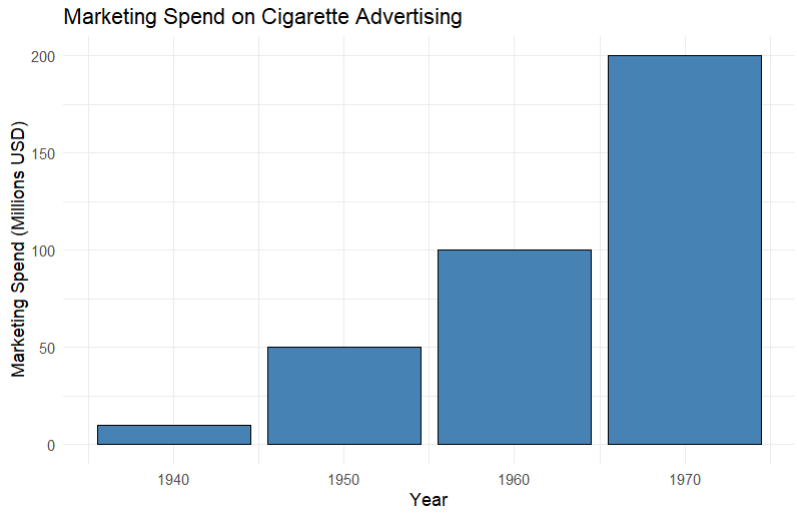 Marketing Spend on Cigarette Advertising
Marketing Spend (Millions USD)
200
150
100
50
0
1940 1950 1960 1970
Year